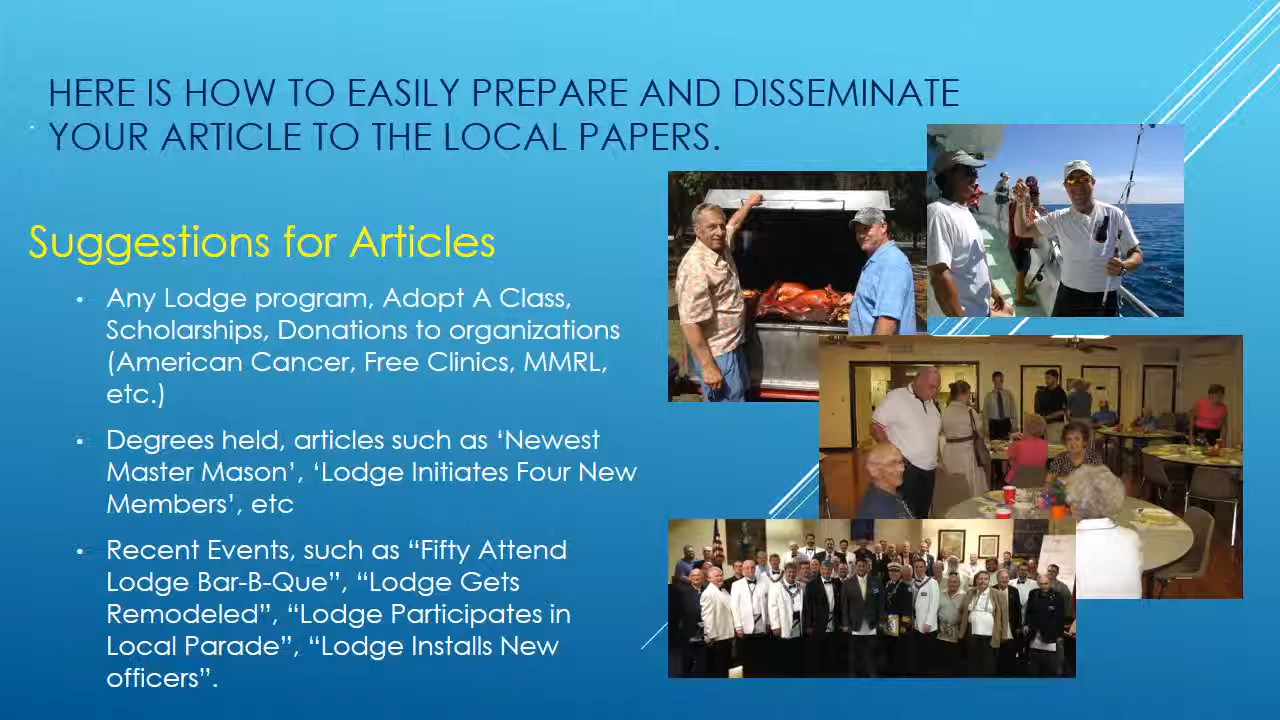 HERE IS HOW TO EASILY PREPARE AND DISSEMINATE
YOUR ARTICLE TO THE LOCAL PAPERS.
Suggestions for Articles
• Any Lodge program, Adopt A Class,
Scholarships, Donations to organizations
(American Cancer, Free Clinics, MMRL,
etc.)
• Degrees held, articles such as ‘Newest
Master Mason’, ‘Lodge Initiates Four New
Members’, etc
• Recent Events, such as “Fifty Attend
Lodge Bar-B-Que”, “Lodge Gets
Remodeled”, “Lodge Participates in
Local Parade”, “Lodge Installs New
officers”.